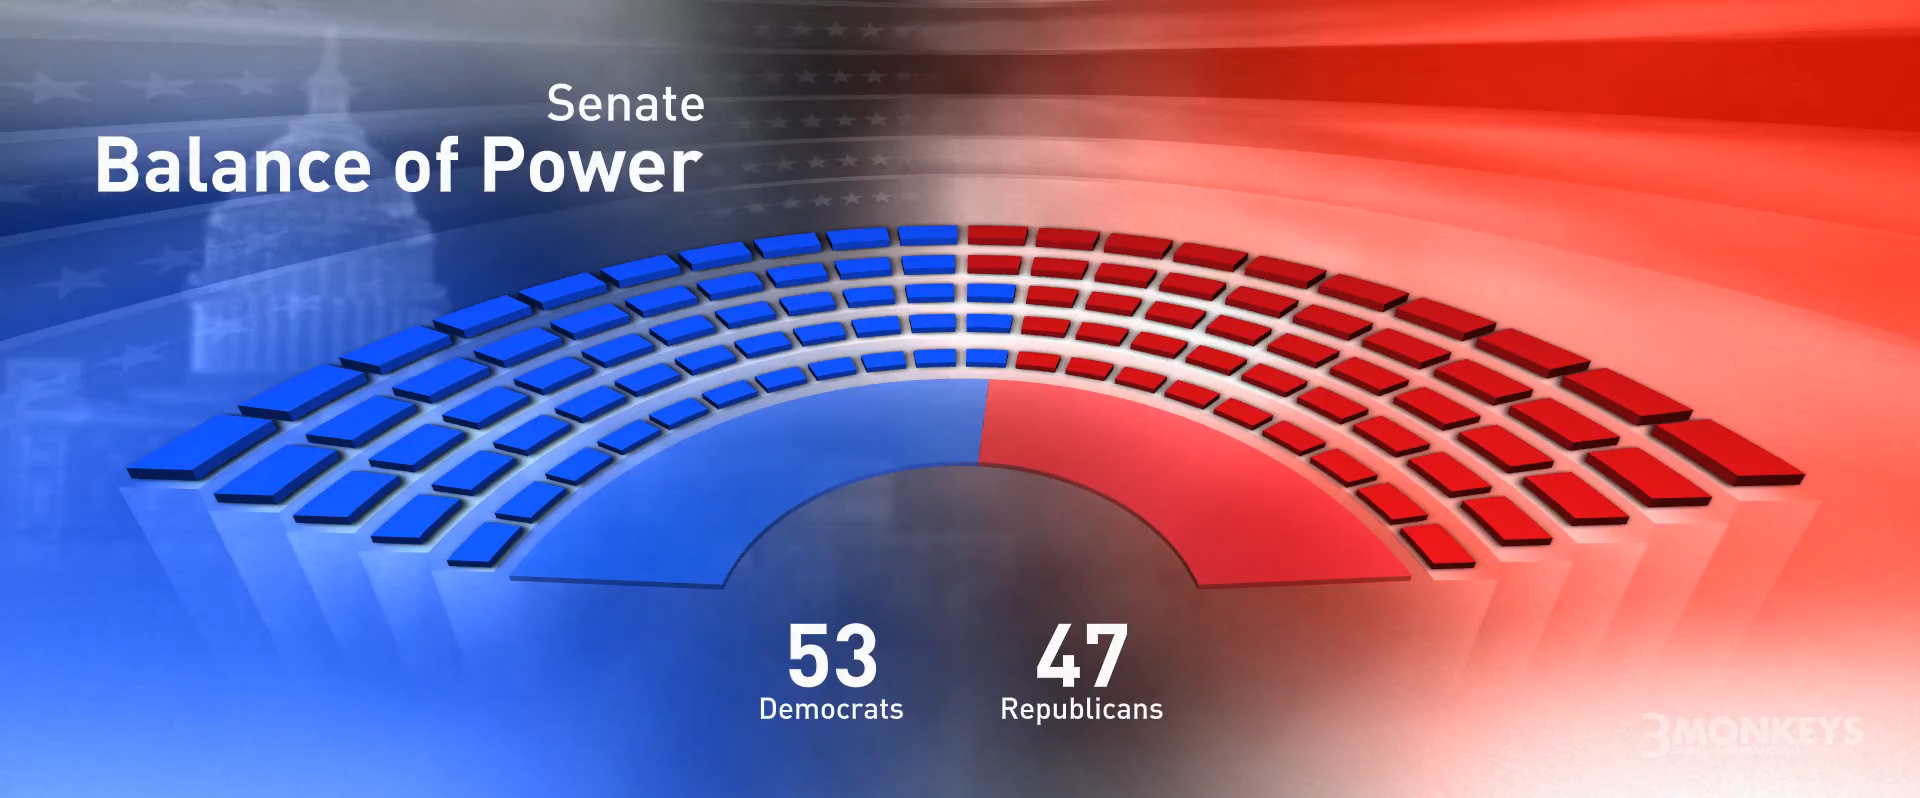 Senate
Balance of Power
53
Democrats
47
Republicans
3MONKEYS